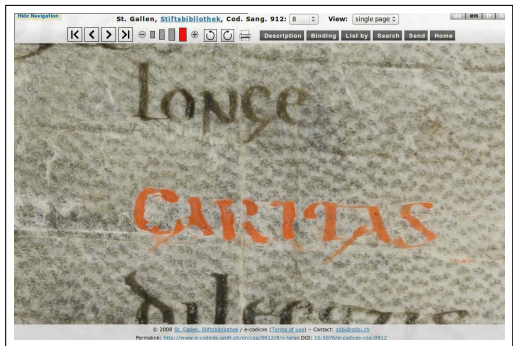 Hide Navigation
St. Gallen, Stiftsbibliothek, Cod. Sang. 912: 8 View: single page
en
Description Binding List by Search Send Home
Longe
CARITAS
© 2008 St. Gallen, Stiftsbibliothek / e-codices (Terms of use) – Contact: stibi@stibi.ch
Permalink: http://www.e-codices.unifr.ch/en/csg/0912/8/x-large DOI: 10.5076/e-codices-csg-0912